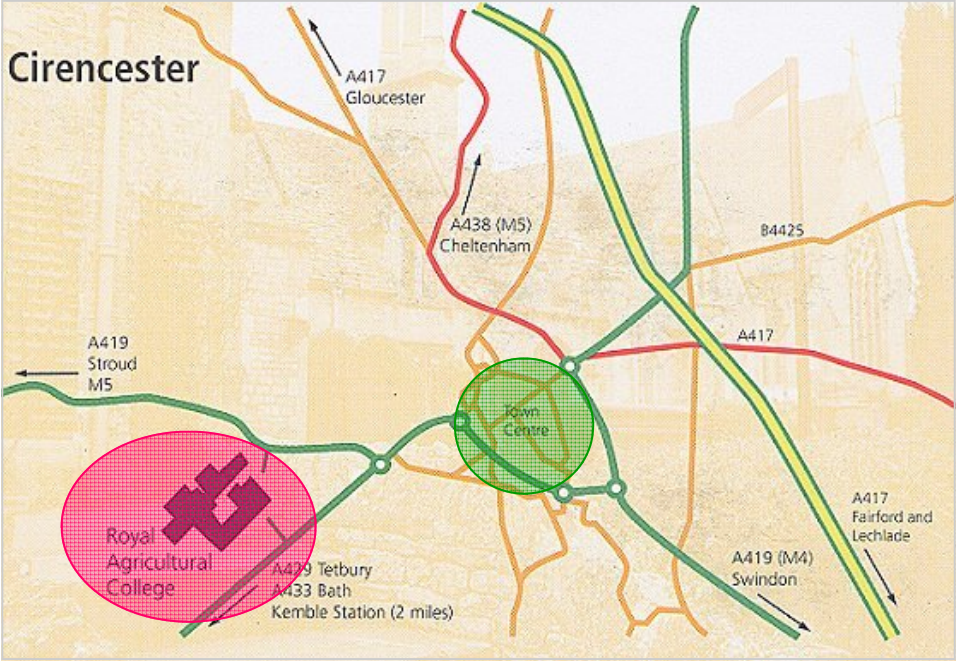 Cirencester
A417
Gloucester
A438 (M5)
Cheltenham
B4425
A417
A419
Stroud
M5
Town
Centre
Royal
Agricultural
College
A429 Tetbury
A433 Bath
Kemble Station (2 miles)
A419 (M4)
Swindon
A417
Fairford and
Lechlade